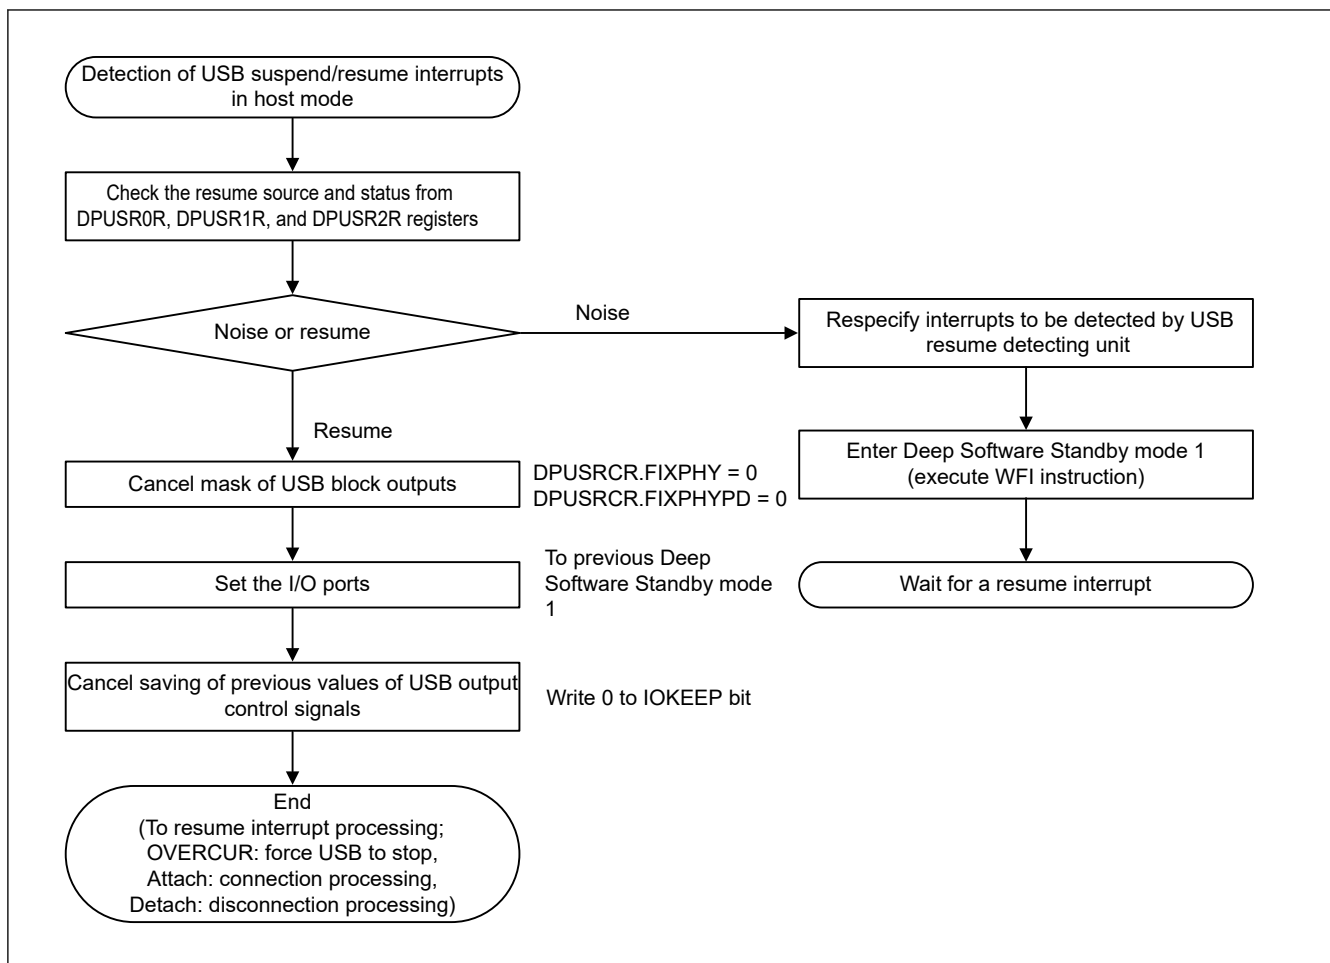 Detection of USB suspend/resume interrupts
in host mode
Check the resume source and status from
DPUSR0R, DPUSR1R, and DPUSR2R registers
Noise or resume
Noise
Respecify interrupts to be detected by USB
resume detecting unit
Resume
Enter Deep Software Standby mode 1
(execute WFI instruction)
Cancel mask of USB block outputs
DPUSRCR.FIXPHY = 0
DPUSRCR.FIXPHYPD = 0
Set the I/O ports
To previous Deep
Software Standby mode
1
Wait for a resume interrupt
Cancel saving of previous values of USB output
control signals
Write 0 to IOKEEP bit
End
(To resume interrupt processing;
OVERCUR: force USB to stop,
Attach: connection processing,
Detach: disconnection processing)